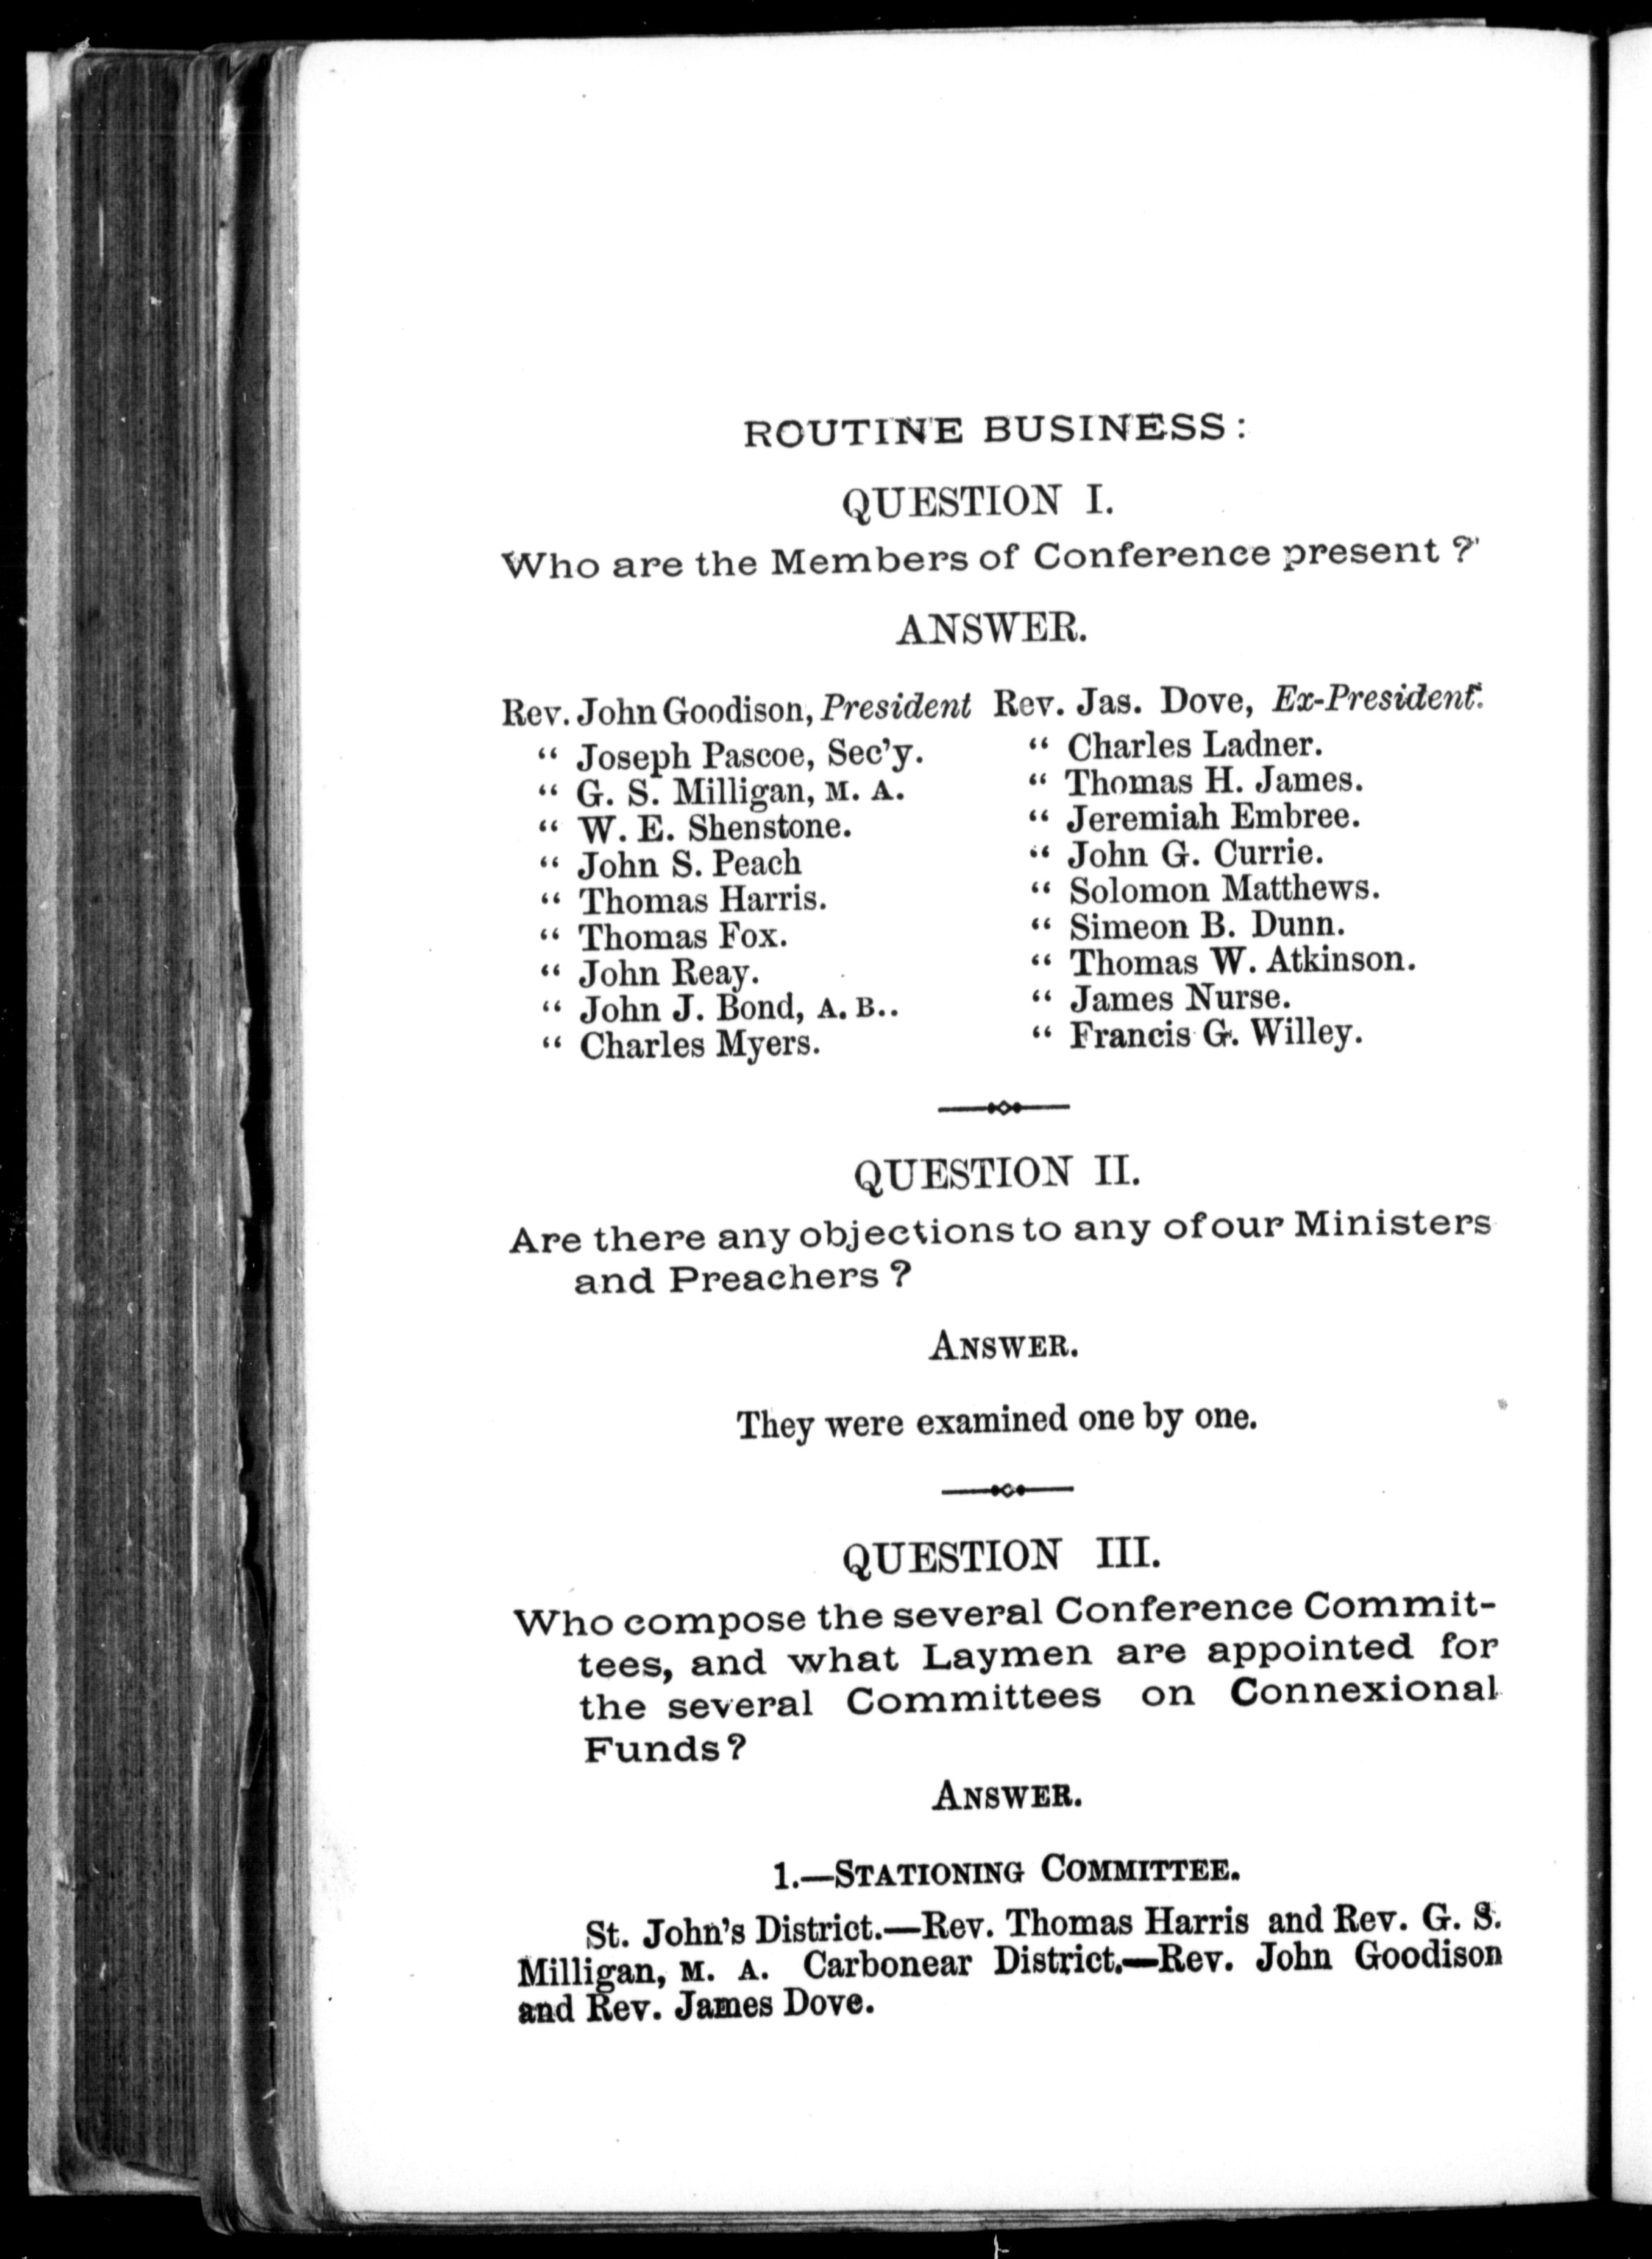 ROUTINE BUSINESS:
QUESTION I.
Who are the Members of Conference present ?
ANSWER.
Rev. John Goodison, President Rev. Jas. Dove, Ex-President.
“ Joseph Pascoe, Sec’y. “ Charles Ladner.
“ G. S. Milligan, M. A. “ Thomas H. James.
“ W. E. Shenstone. “ Jeremiah Embree.
“ John S. Peach “ John G. Currie.
“ Thomas Harris. “ Solomon Matthews.
“ Thomas Fox. “ Simeon B. Dunn.
“ John Reay. “ Thomas W. Atkinson.
“ John J. Bond, A. B.. “ James Nurse.
“ Charles Myers. “ Francis G. Willey.
QUESTION II.
Are there any objections to any of our Ministers
and Preachers ?
ANSWER.
They were examined one by one.
QUESTION III.
Who compose the several Conference Commit-
tees, and what Laymen are appointed for
the several Committees on Connexional
Funds ?
ANSWER.
1.—STATIONING COMMITTEE.
St. John’s District.—Rev. Thomas Harris and Rev. G. S.
Milligan, M. A. Carbonear District.—Rev. John Goodison
and Rev. James Dove.